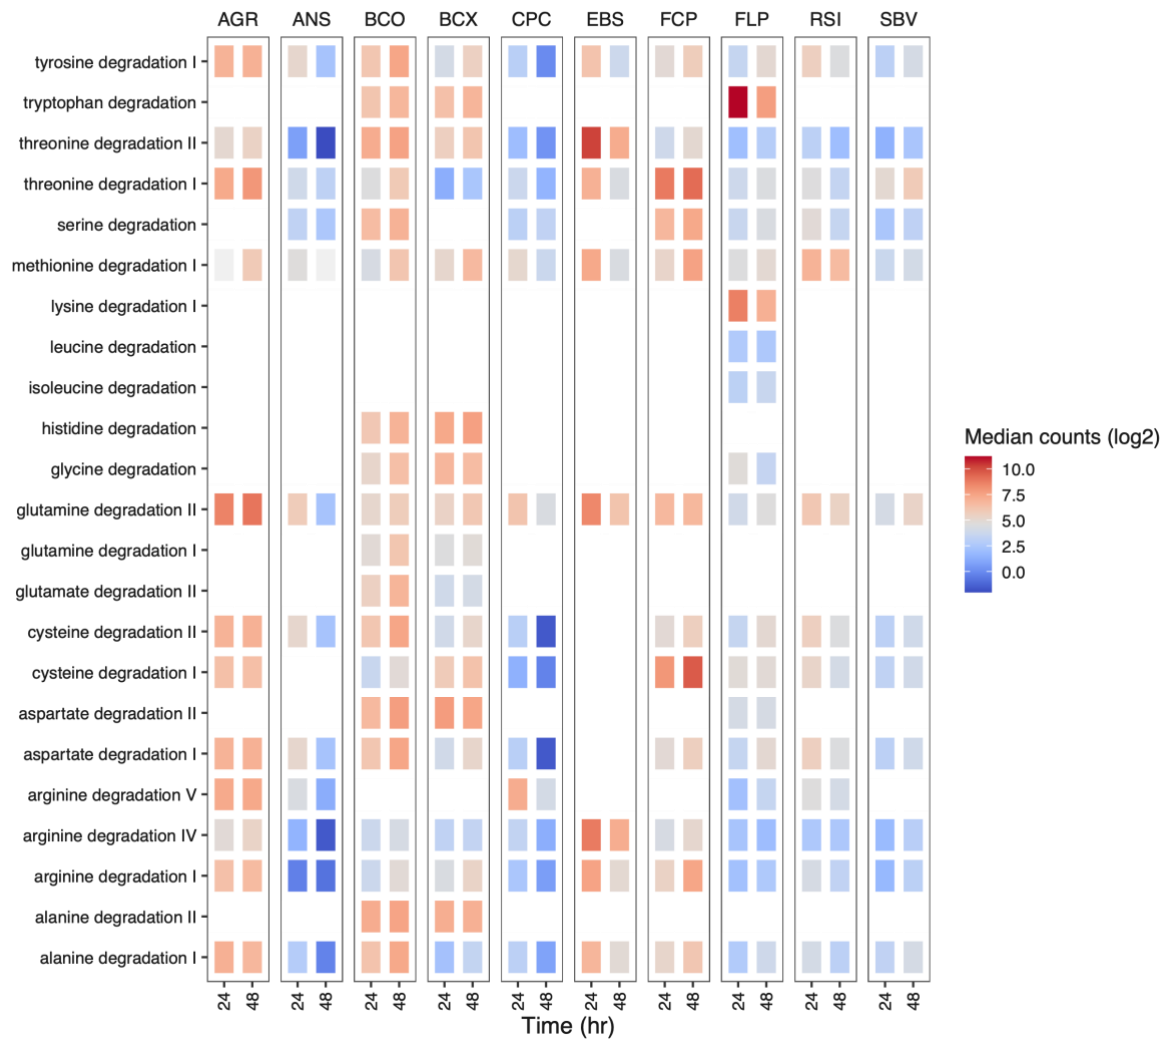 AGR ANS BCO BCX CPC EBS FCP FLP RSI SBV
tyrosine degradation I
tryptophan degradation
threonine degradation II
threonine degradation I
serine degradation
methionine degradation I
lysine degradation I
leucine degradation
isoleucine degradation
histidine degradation
glycine degradation
glutamine degradation II
glutamine degradation I
glutamate degradation II
cysteine degradation II
cysteine degradation I
aspartate degradation II
aspartate degradation I
arginine degradation V
arginine degradation IV
arginine degradation I
alanine degradation II
alanine degradation I
24 48 24 48 24 48 24 48 24 48 24 48 24 48 24 48 24 48 24 48
Time (hr)
Median counts (log2)
10.0
7.5
5.0
2.5
0.0